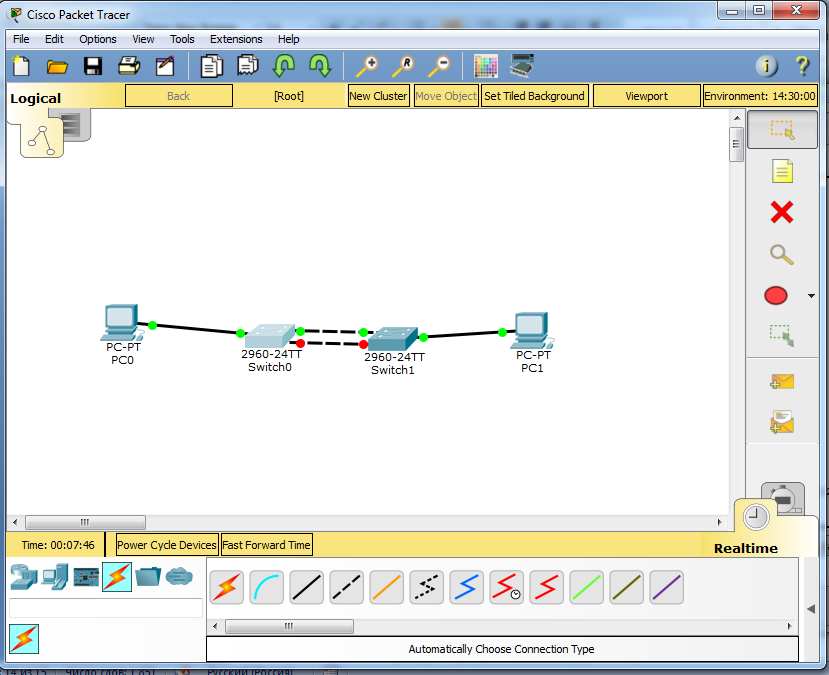 Cisco Packet Tracer
File Edit Options View Tools Extensions Help
Logical Back [Root] New Cluster Move Object Set Tiled Background Viewport Environment: 14:30:00
R
PC-PT
PC0
2960-24TT
Switch0
2960-24TT
Switch1
PC-PT
PC1
Time: 00:07:46 Power Cycle Devices Fast Forward Time Realtime
Automatically Choose Connection Type